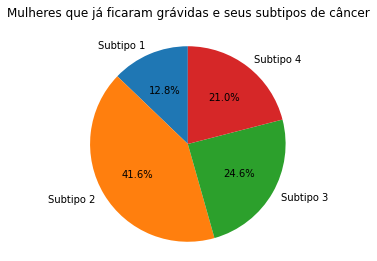 Mulheres que já ficaram grávidas e seus subtipos de câncer
Subtipo 1
Subtipo 4
12.8%
21.0%
41.6%
24.6%
Subtipo 2
Subtipo 3